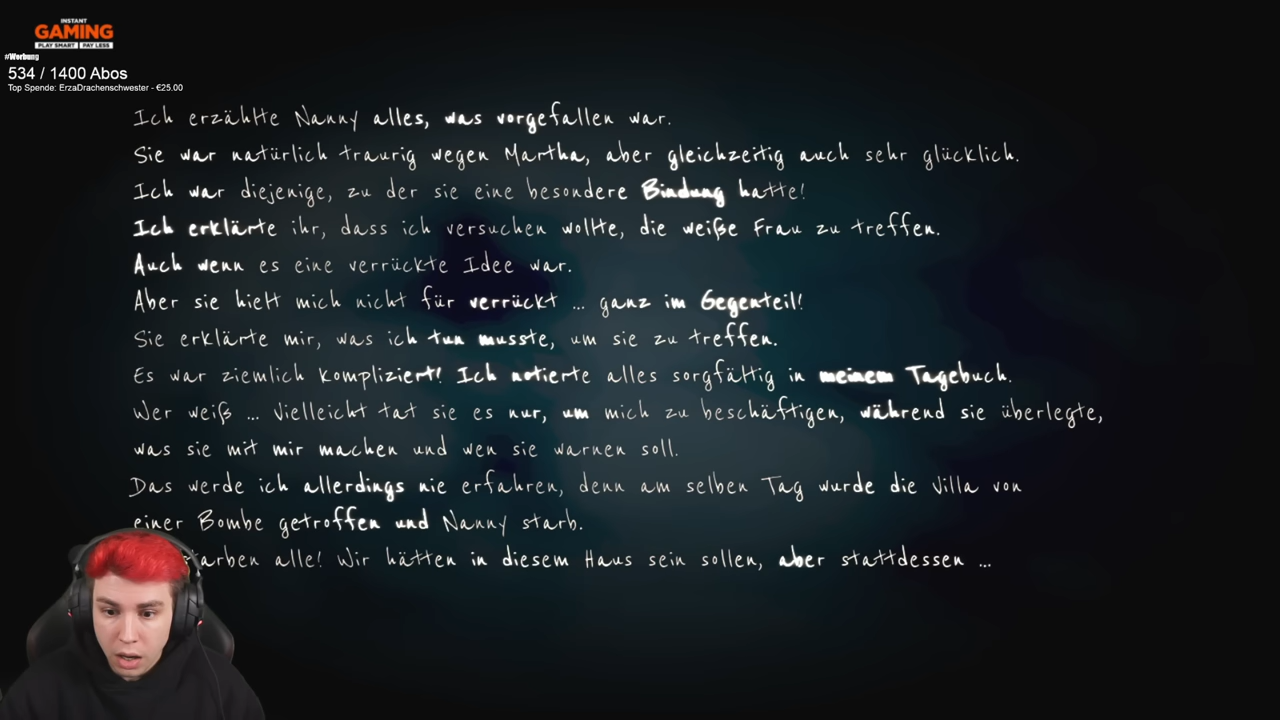 INSTANT
GAMING
PLAY SMART | PAY LESS
#Werbung
534 / 1400 Abos
Top Spende: ErzaDrachenschwester - €25.00
Ich erzählte Nanny alles, was vorgefallen war.
Sie war natürlich traurig wegen Martha, aber gleichzeitig auch sehr glücklich.
Ich war diejenige, zu der sie eine besondere Bindung hatte!
Ich erklärte ihr, dass ich versuchen wollte, die weiße Frau zu treffen.
Auch wenn es eine verrückte Idee war.
Aber sie hielt mich nicht für verrückt ... ganz im Gegenteil!
Sie erklärte mir, was ich tun musste, um sie zu treffen.
Es war ziemlich kompliziert! Ich notierte alles sorgfältig in meinem Tagebuch.
Wer weiß ... Vielleicht tat sie es nur, um mich zu beschäftigen, während sie überlegte,
was sie mit mir machen und wen sie warnen soll.
Das werde ich allerdings nie erfahren, denn am selben Tag wurde die Villa von
einer Bombe getroffen und Nanny starb.
alle! Wir hätten in diesem Haus sein sollen, aber stattdessen ...